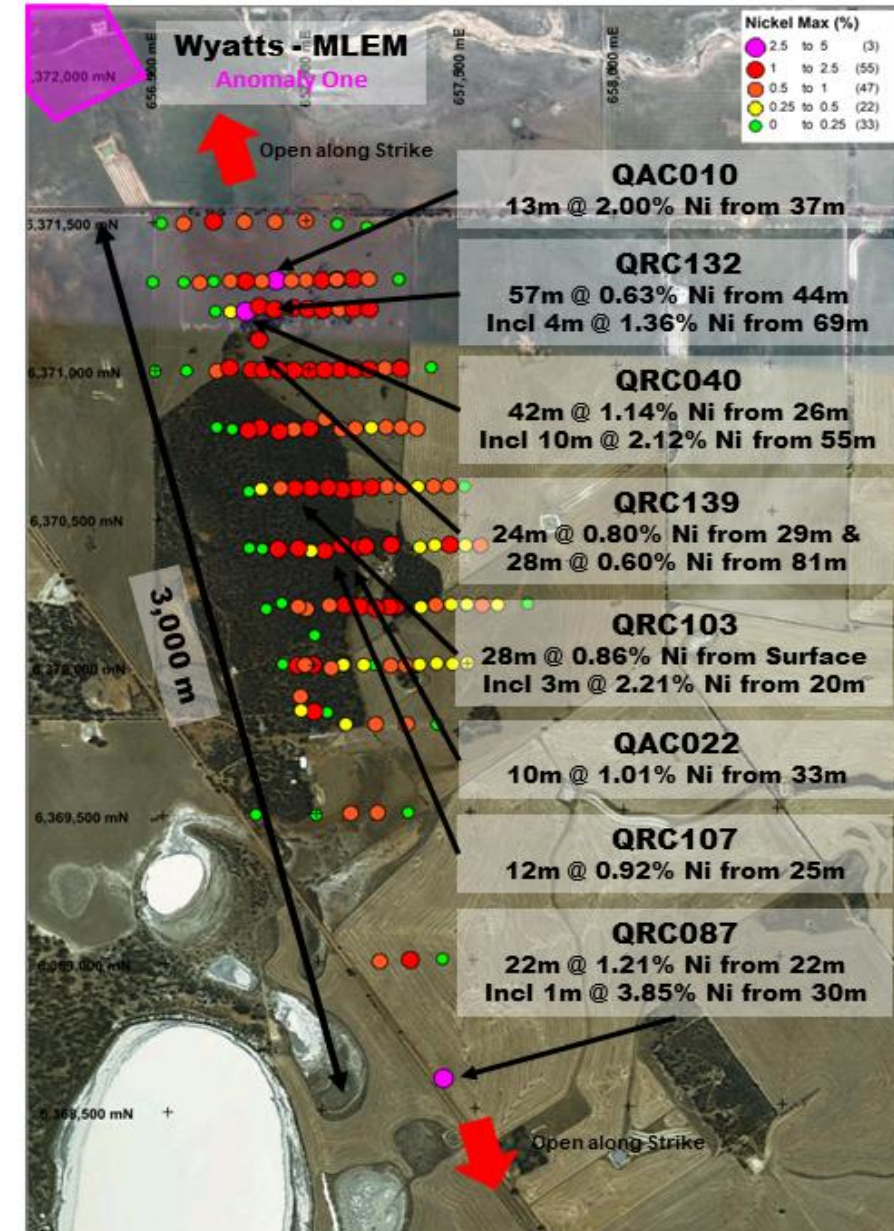 Wyatts - MLEM
Anomaly One
Nickel Max (%)
2.5 to 5 (3)
1 to 2.5 (55)
0.5 to 1 (47)
0.25 to 0.5 (22)
0 to 0.25 (33)
,372,000 mN
657,500 mE
658,000 mE
Open along Strike
QAC010
13m @ 2.00% Ni from 37m
6,371,500 mN
QRC132
57m @ 0.63% Ni from 44m
Incl 4m @ 1.36% Ni from 69m
6,371,000 mN
QRC040
42m @ 1.14% Ni from 26m
Incl 10m @ 2.12% Ni from 55m
6,370,500 mN
QRC139
24m @ 0.80% Ni from 29m &
28m @ 0.60% Ni from 81m
3,000 m
QRC103
28m @ 0.86% Ni from Surface
Incl 3m @ 2.21% Ni from 20m
QAC022
10m @ 1.01% Ni from 33m
6,369,500 mN
QRC107
12m @ 0.92% Ni from 25m
QRC087
22m @ 1.21% Ni from 22m
Incl 1m @ 3.85% Ni from 30m
6,368,500 mN
Open along Strike